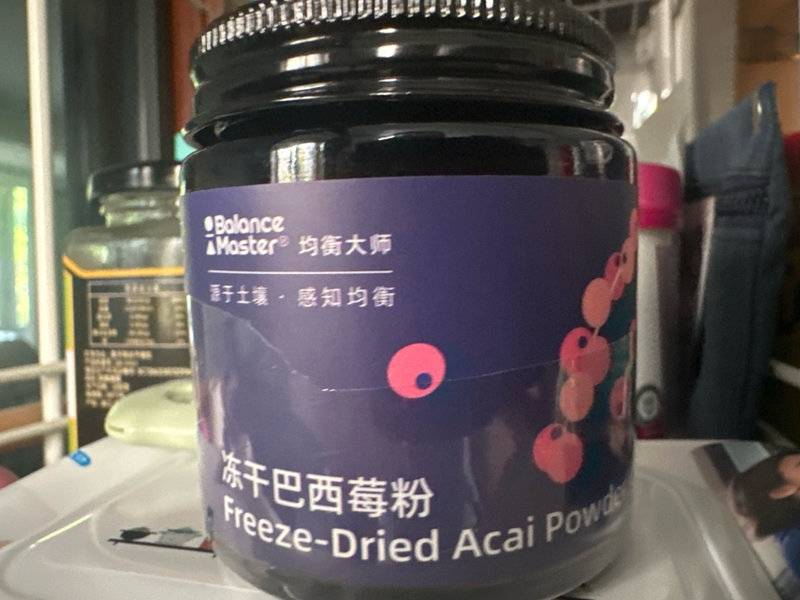 Balance
Master® 均衡大师
源于土壤 · 感知均衡
冻干巴西莓粉
Freeze-Dried Acai Powder